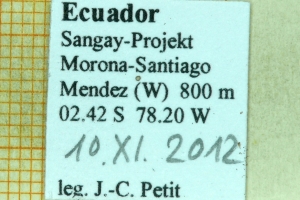 Ecuador
Sangay-Projekt
Morona-Santiago
Mendez (W) 800 m
02.42 S 78.20 W
10.XI. 2012
leg. J.-C. Petit